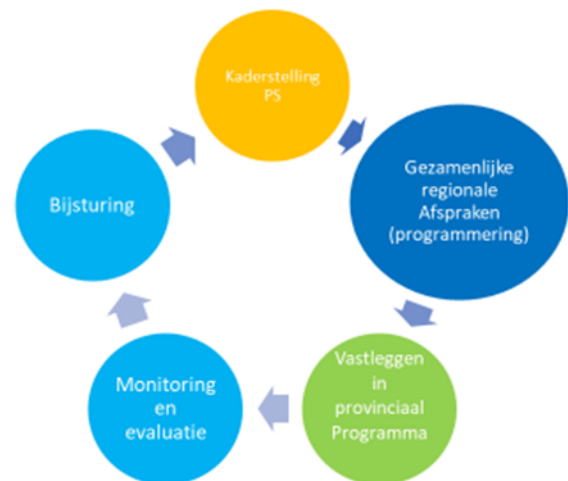 Kaderstelling
PS
Gezamenlijke
regionale
Afspraken
(programmering)
Vastleggen
in
provinciaal
Programma
Monitoring
en
evaluatie
Bijsturing